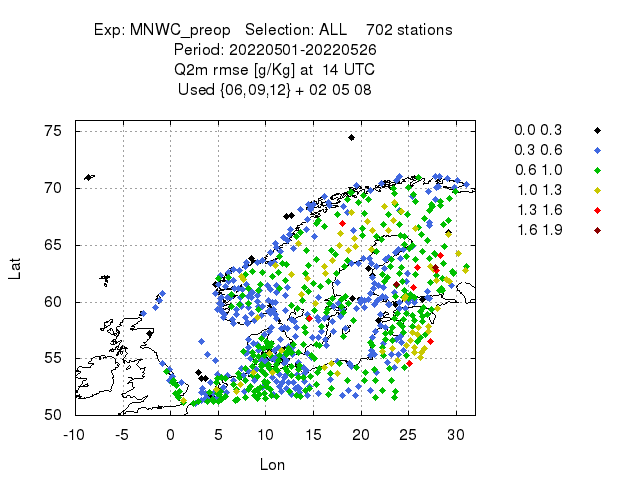 Exp: MNWC_preop   Selection: ALL    702 stations
Period: 20220501-20220526
Q2m rmse [g/Kg] at  14 UTC
Used {06,09,12} + 02 05 08
0.0 0.3
0.3 0.6
0.6 1.0
1.0 1.3
1.3 1.6
1.6 1.9
75
70
65
60
55
50
Lat
-10 -5 0 5 10 15 20 25 30
Lon